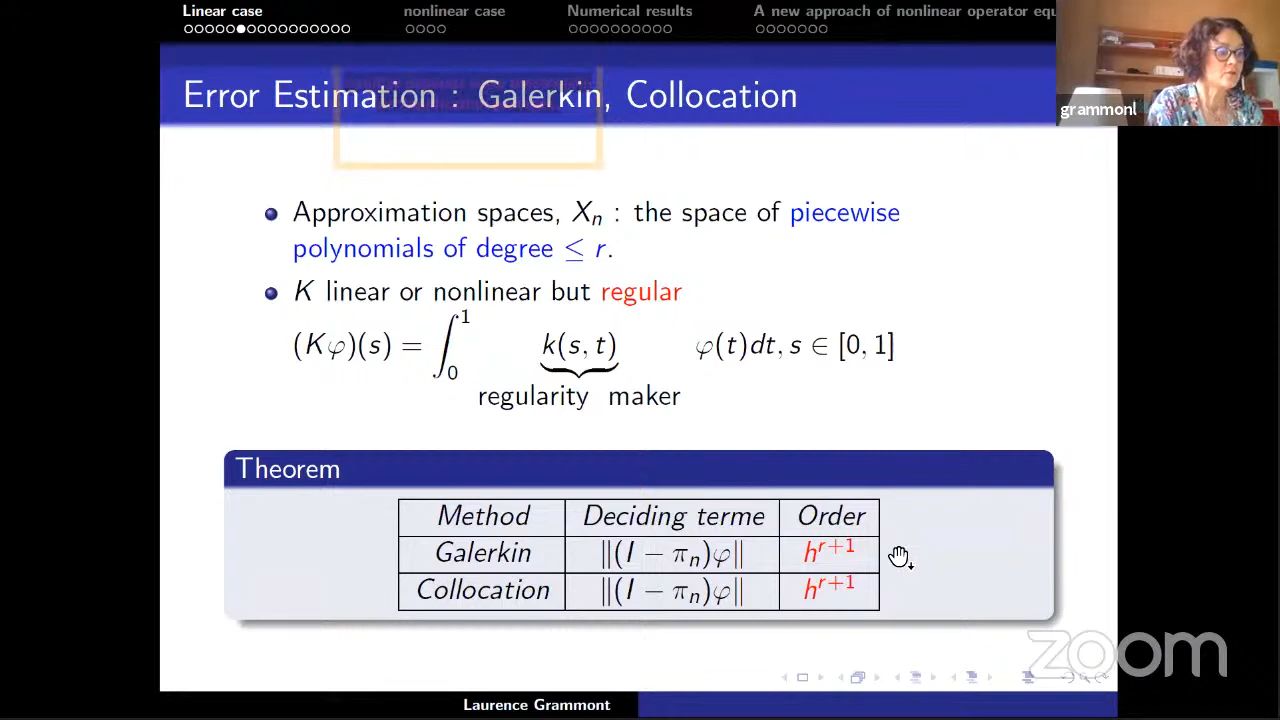 Linear case nonlinear case Numerical results A new approach of nonlinear operator equ
Error Estimation : Galerkin, Collocation
grammonl
Approximation spaces, Xₙ : the space of piecewise
polynomials of degree ≤ r.
K linear or nonlinear but regular
(Kφ)(s) = ∫₀¹ k(s, t) φ(t)dt, s ∈ [0, 1]
regularity maker
Theorem
Method Deciding terme Order
Galerkin ‖(I − πₙ)φ‖ hʳ⁺¹
Collocation ‖(I − πₙ)φ‖ hʳ⁺¹
zoom
Laurence Grammont